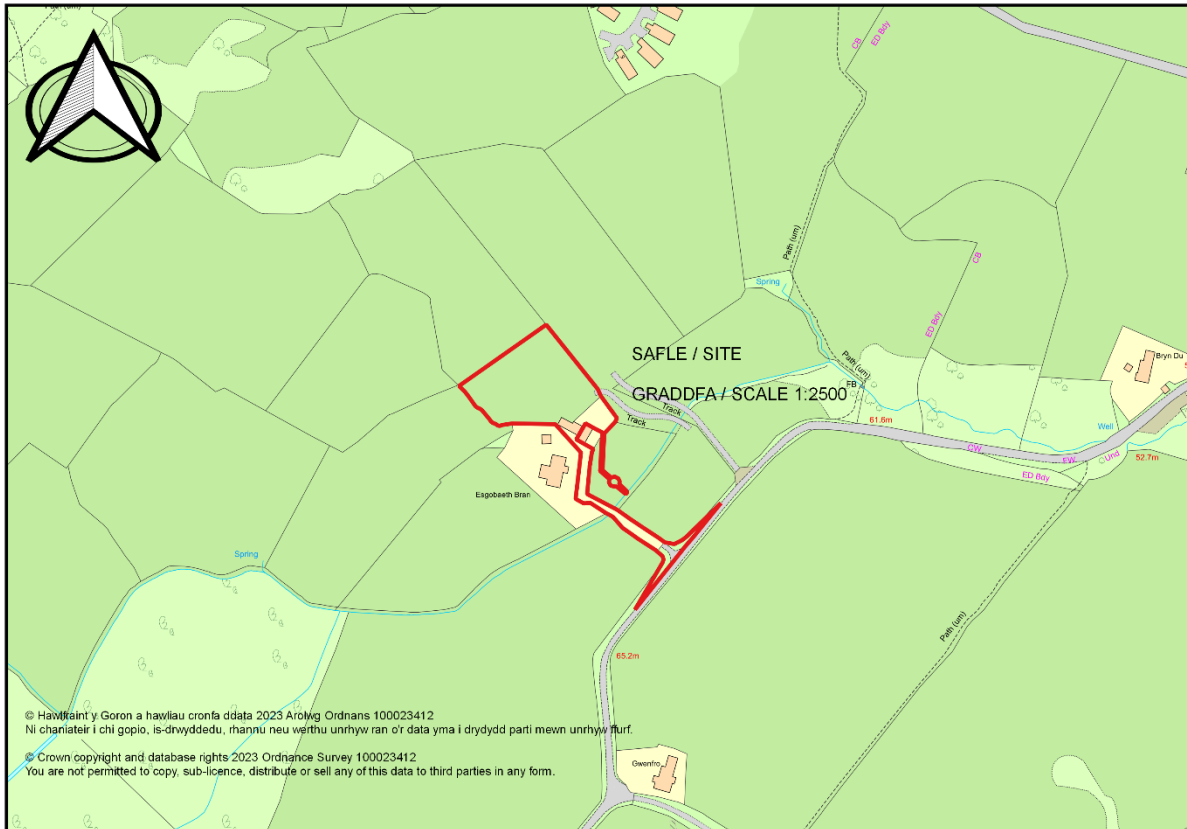 Path (um)
CB
ED Bdy
Path (um)
CB
Spring
ED Bdy
SAFLE / SITE
Path (um)
Bryn Du
FB
GRADDFA / SCALE 1:2500
Track
Track
61.6m
Well
CW
FW
Und
52.7m
ED Bdy
Esgobaeth Bran
Spring
Path (um)
65.2m
© Hawlfraint y Goron a hawliau cronfa ddata 2023 Arolwg Ordnans 100023412
Ni chaniateir i chi gopio, is-drwyddedu, rhannu neu werthu unrhyw ran o'r data yma i drydydd parti mewn unrhyw ffurf.
© Crown copyright and database rights 2023 Ordnance Survey 100023412
You are not permitted to copy, sub-licence, distribute or sell any of this data to third parties in any form.
Gwenfro